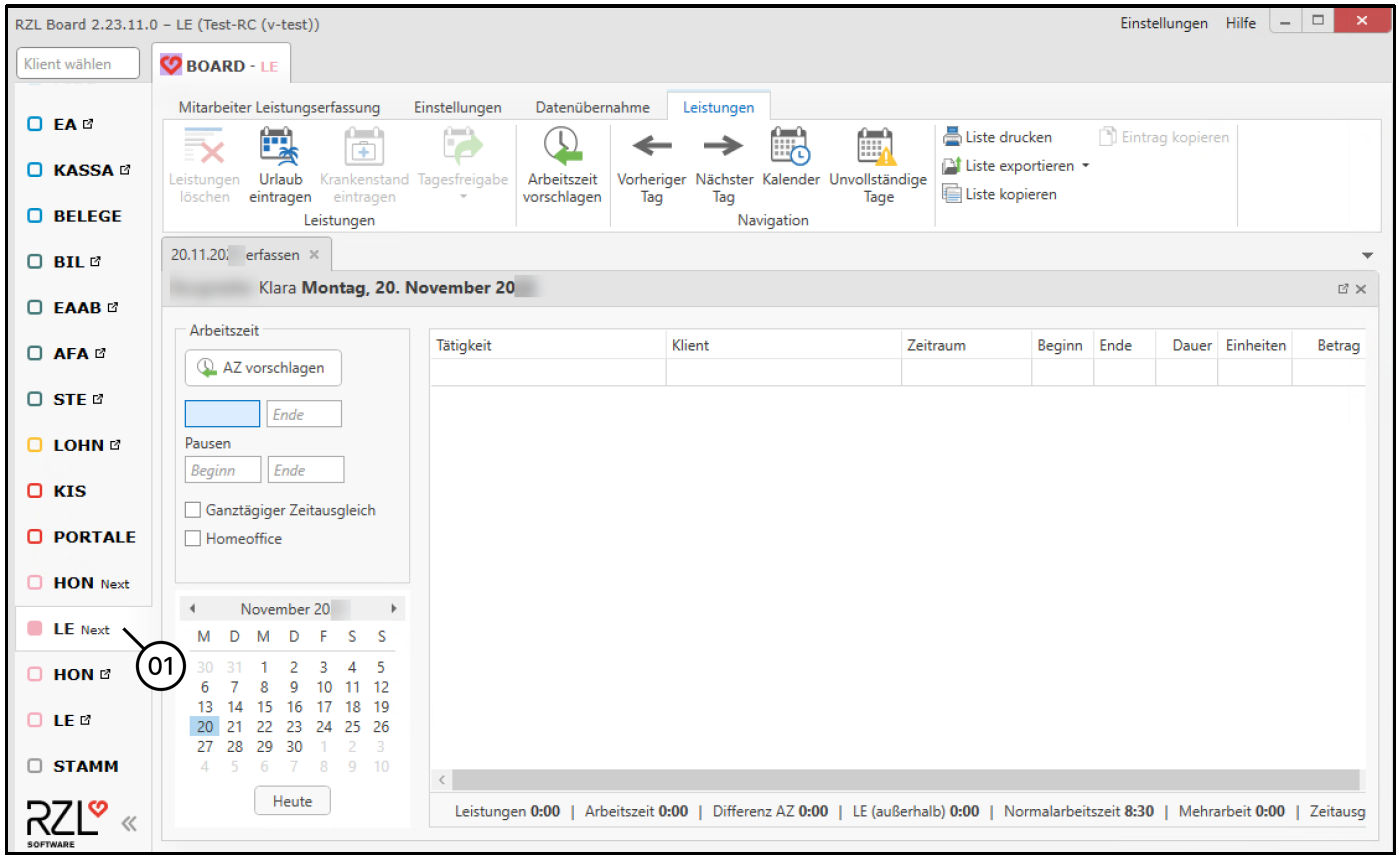 RZL Board 2.23.11.0 – LE (Test-RC (v-test))
Einstellungen Hilfe
Klient wählen
BOARD - LE
Mitarbeiter Leistungserfassung Einstellungen Datenübernahme Leistungen
Leistungen löschen
Urlaub eintragen
Krankenstand eintragen
Tagesfreigabe
Arbeitszeit vorschlagen
Vorheriger Tag
Nächster Tag
Kalender
Unvollständige Tage
Liste drucken
Liste exportieren
Liste kopieren
Eintrag kopieren
Leistungen
Navigation
EA
KASSA
BELEGE
BIL
EAAB
AFA
STE
LOHN
KIS
PORTALE
HON Next
LE Next
01
HON
LE
STAMM
RZL
SOFTWARE
20.11.20 erfassen
Klara Montag, 20. November 20
Arbeitszeit
AZ vorschlagen
Ende
Pausen
Beginn Ende
Ganztägiger Zeitausgleich
Homeoffice
November 20
M D M D F S S
30 31 1 2 3 4 5
6 7 8 9 10 11 12
13 14 15 16 17 18 19
20 21 22 23 24 25 26
27 28 29 30 1 2 3
4 5 6 7 8 9 10
Heute
Tätigkeit Klient Zeitraum Beginn Ende Dauer Einheiten Betrag
Leistungen 0:00 | Arbeitszeit 0:00 | Differenz AZ 0:00 | LE (außerhalb) 0:00 | Normalarbeitszeit 8:30 | Mehrarbeit 0:00 | Zeitausg